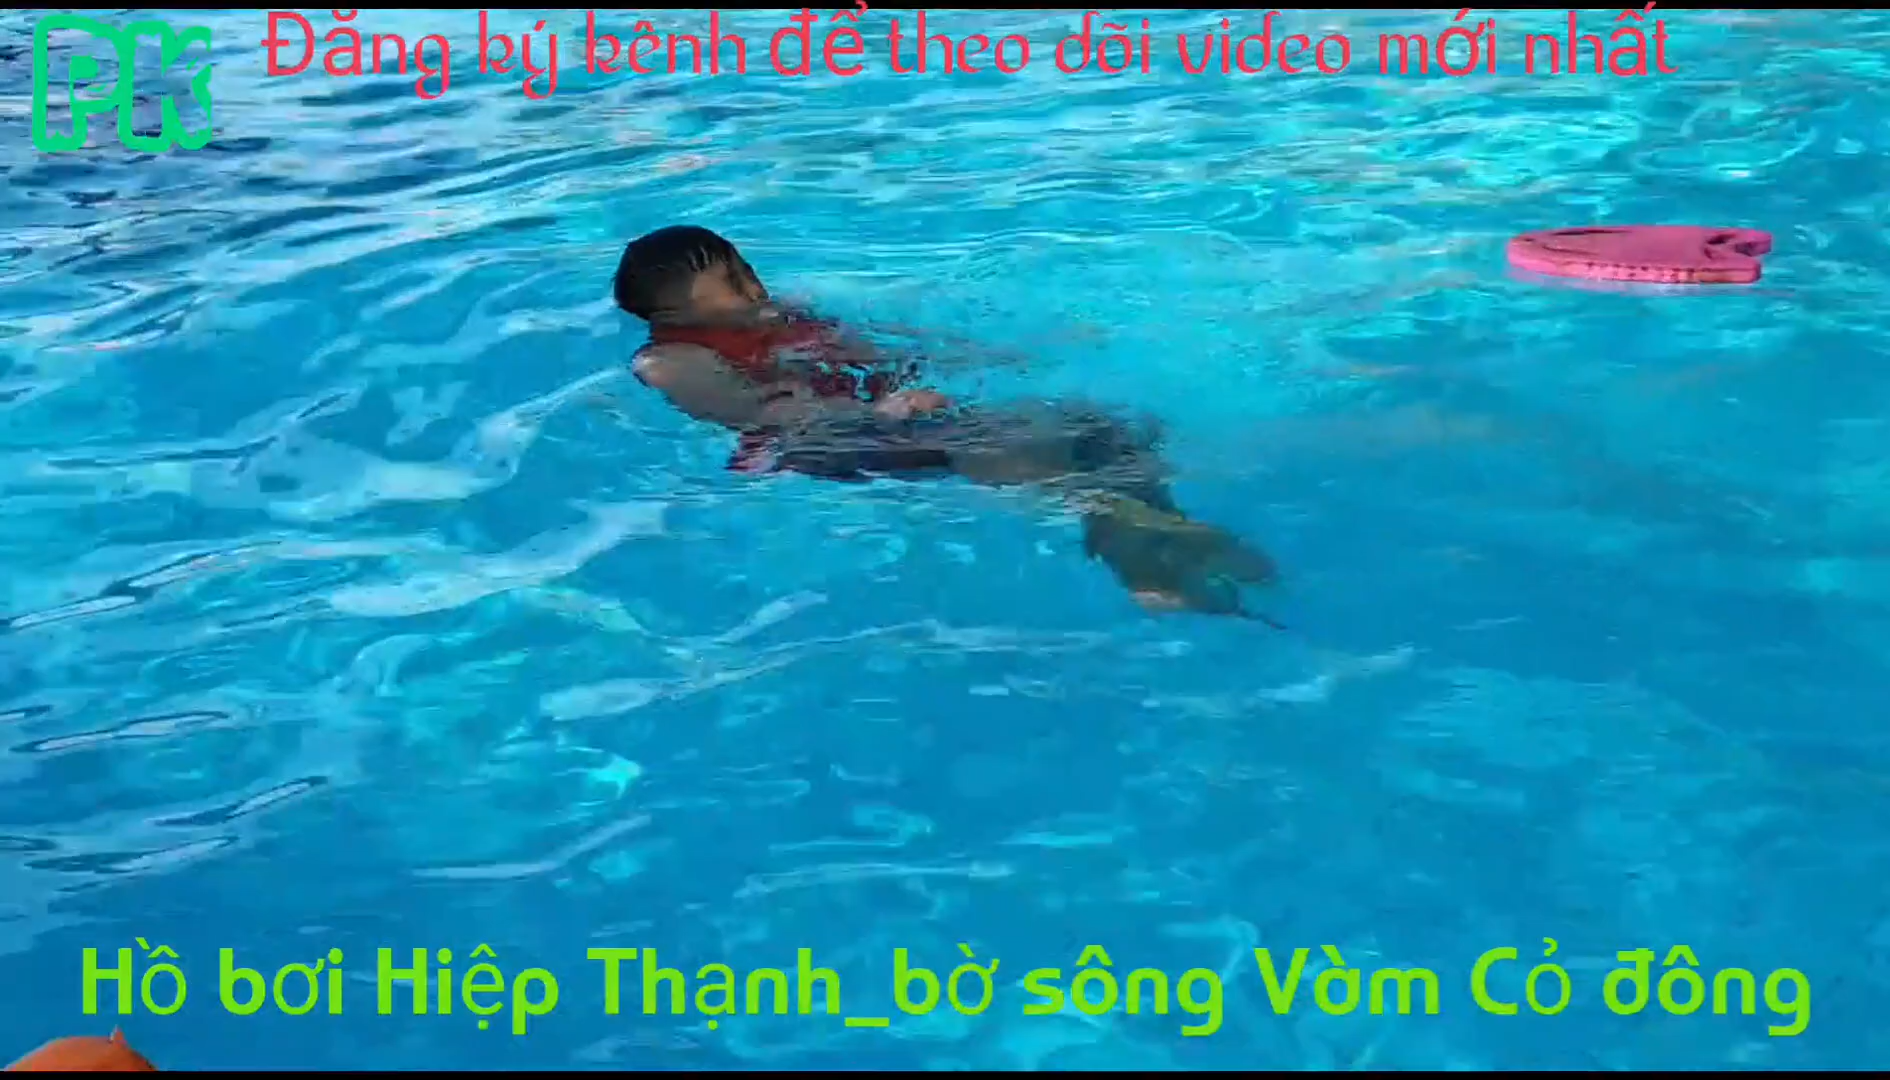 PK
Đăng ký kênh để theo dõi video mới nhất
Hồ bơi Hiệp Thạnh_bờ sông Vàm Cỏ đông